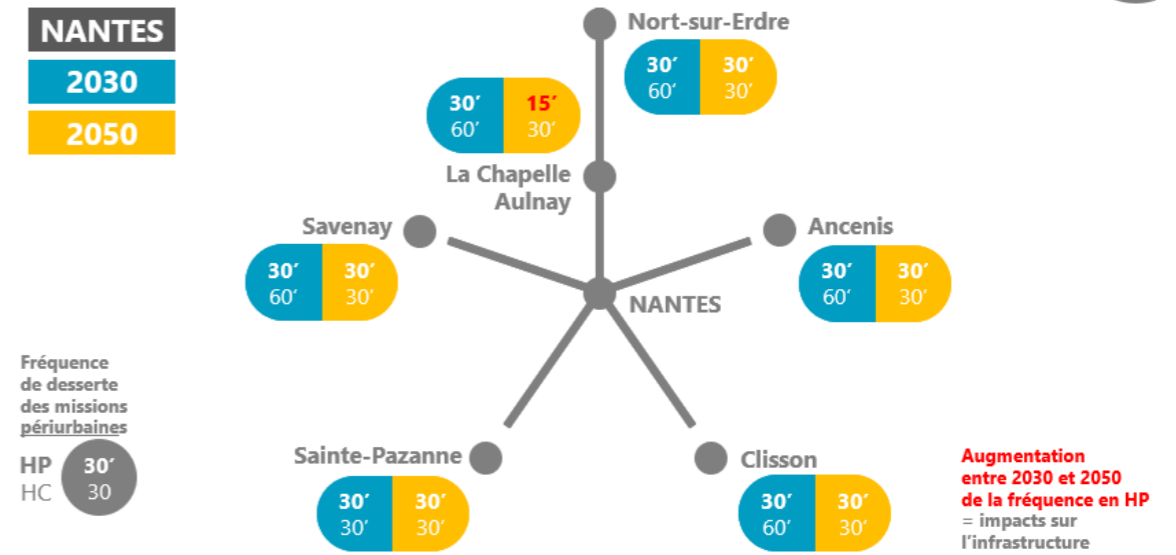 NANTES
2030
2050
Nort-sur-Erdre
30’ 30’
60’ 30’
30’ 15’
60’ 30’
La Chapelle
Aulnay
Savenay
30’ 30’
60’ 30’
Ancenis
30’ 30’
60’ 30’
NANTES
Fréquence
de desserte
des missions
périurbaines
HP 30’
HC 30
Sainte-Pazanne
30’ 30’
30’ 30’
Clisson
30’ 30’
60’ 30’
Augmentation
entre 2030 et 2050
de la fréquence en HP
= impacts sur
l’infrastructure